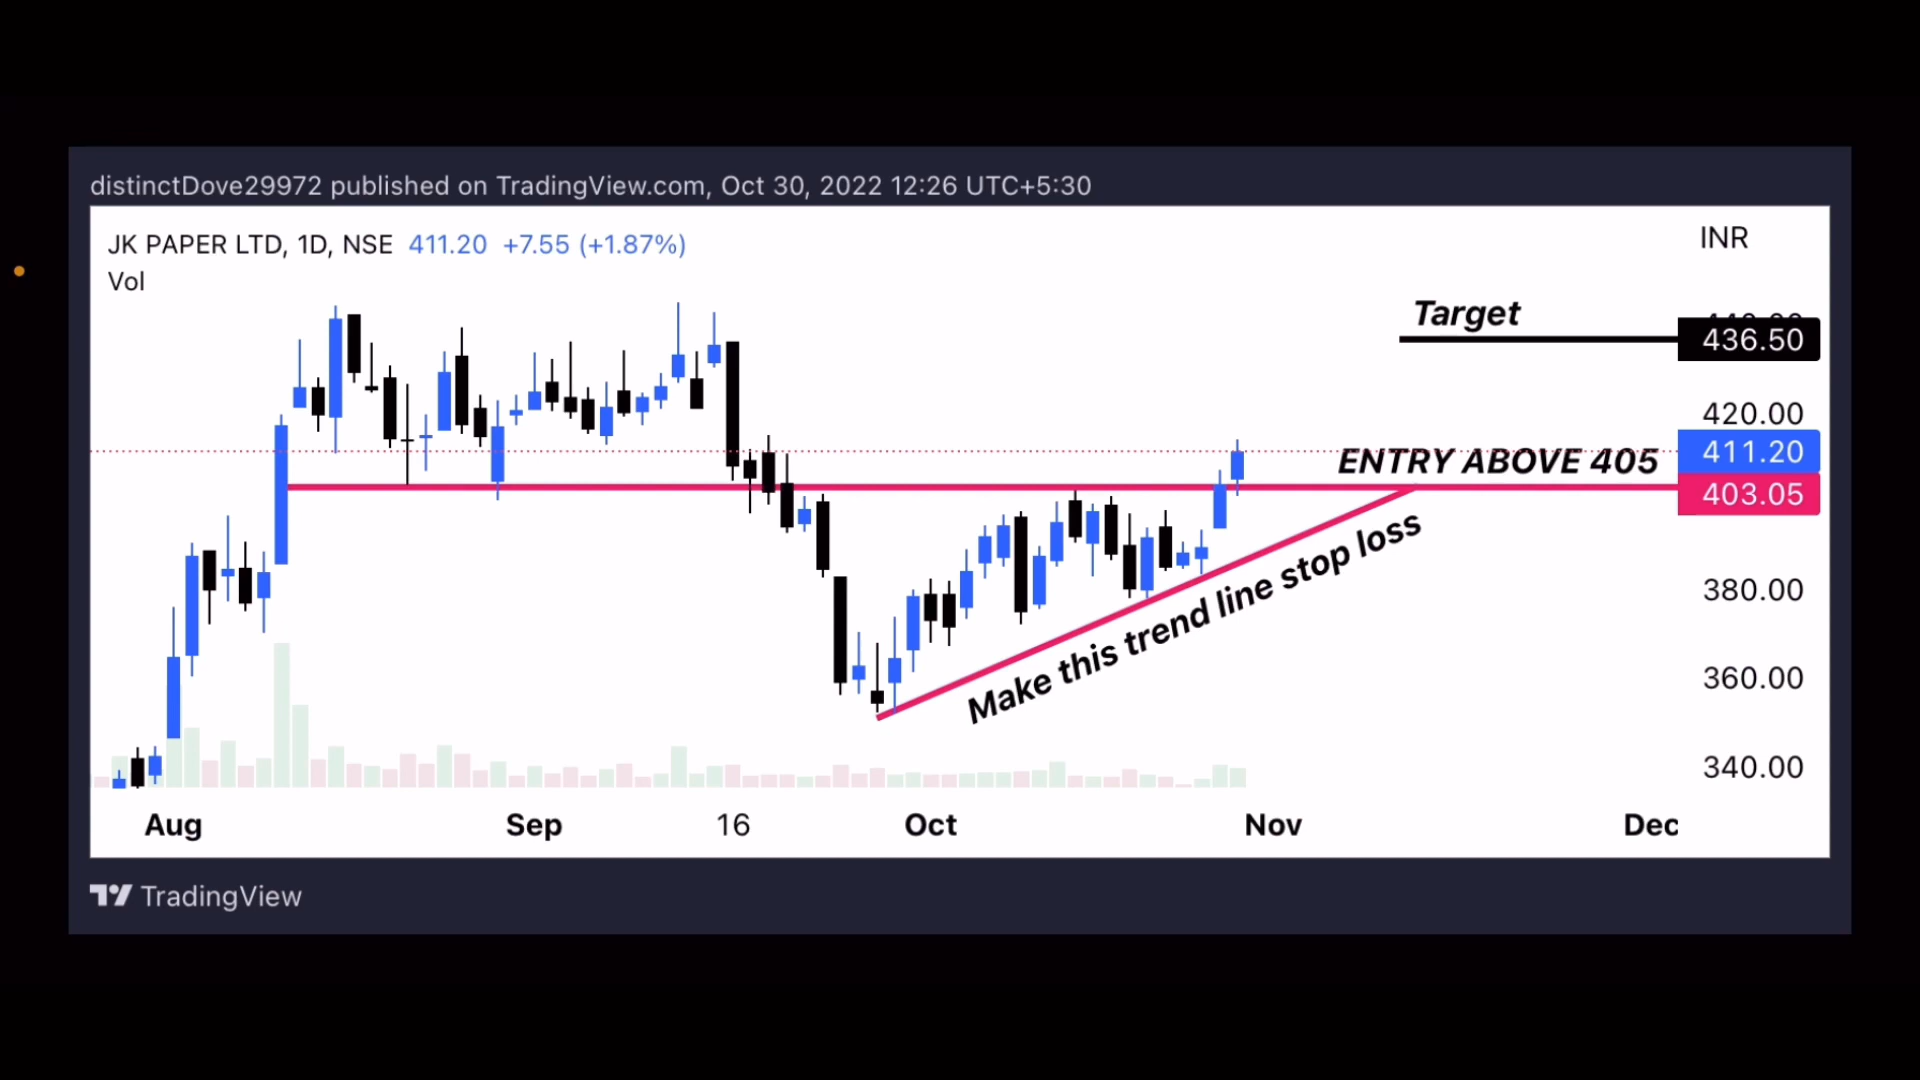 distinctDove29972 published on TradingView.com, Oct 30, 2022 12:26 UTC+5:30
JK PAPER LTD, 1D, NSE 411.20 +7.55 (+1.87%)
INR
Vol
Target
436.50
420.00
ENTRY ABOVE 405
411.20
403.05
Make this trend line stop loss
380.00
360.00
340.00
Aug Sep 16 Oct Nov Dec
TradingView